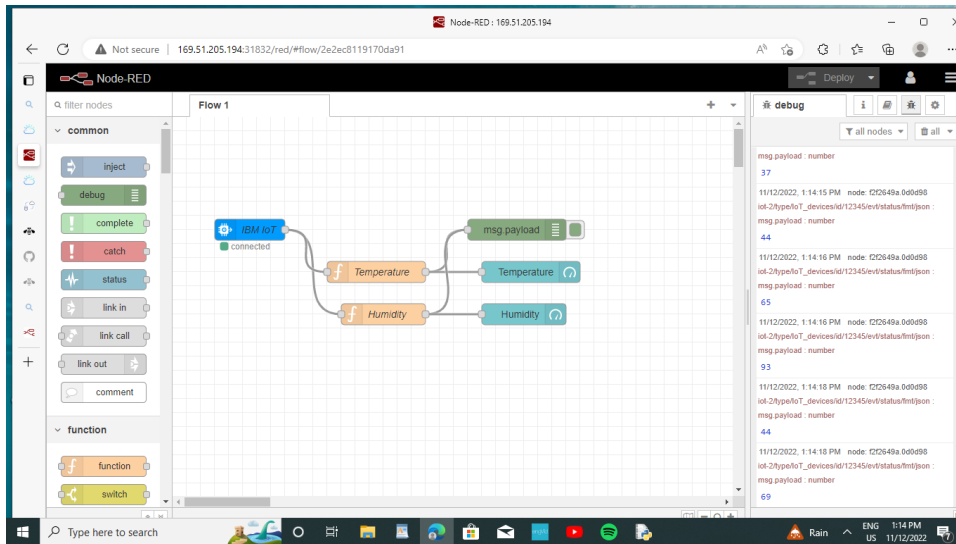 Node-RED : 169.51.205.194
Not secure | 169.51.205.194:31832/red/#flow/2e2ec8119170da91
Node-RED
Deploy
filter nodes
Flow 1
debug
common
all nodes
all
inject
debug
complete
catch
status
link in
link call
link out
comment
function
function
switch
IBM IoT
connected
Temperature
Humidity
msg.payload
Temperature
Humidity
msg.payload : number
37
11/12/2022, 1:14:15 PM node: f2f2649a.0d0d98
iot-2/type/IoT_devices/id/12345/evt/status/fmt/json :
msg.payload : number
44
11/12/2022, 1:14:16 PM node: f2f2649a.0d0d98
iot-2/type/IoT_devices/id/12345/evt/status/fmt/json :
msg.payload : number
65
11/12/2022, 1:14:16 PM node: f2f2649a.0d0d98
iot-2/type/IoT_devices/id/12345/evt/status/fmt/json :
msg.payload : number
93
11/12/2022, 1:14:18 PM node: f2f2649a.0d0d98
iot-2/type/IoT_devices/id/12345/evt/status/fmt/json :
msg.payload : number
44
11/12/2022, 1:14:18 PM node: f2f2649a.0d0d98
iot-2/type/IoT_devices/id/12345/evt/status/fmt/json :
msg.payload : number
69
Type here to search
Rain
ENG
US
1:14 PM
11/12/2022